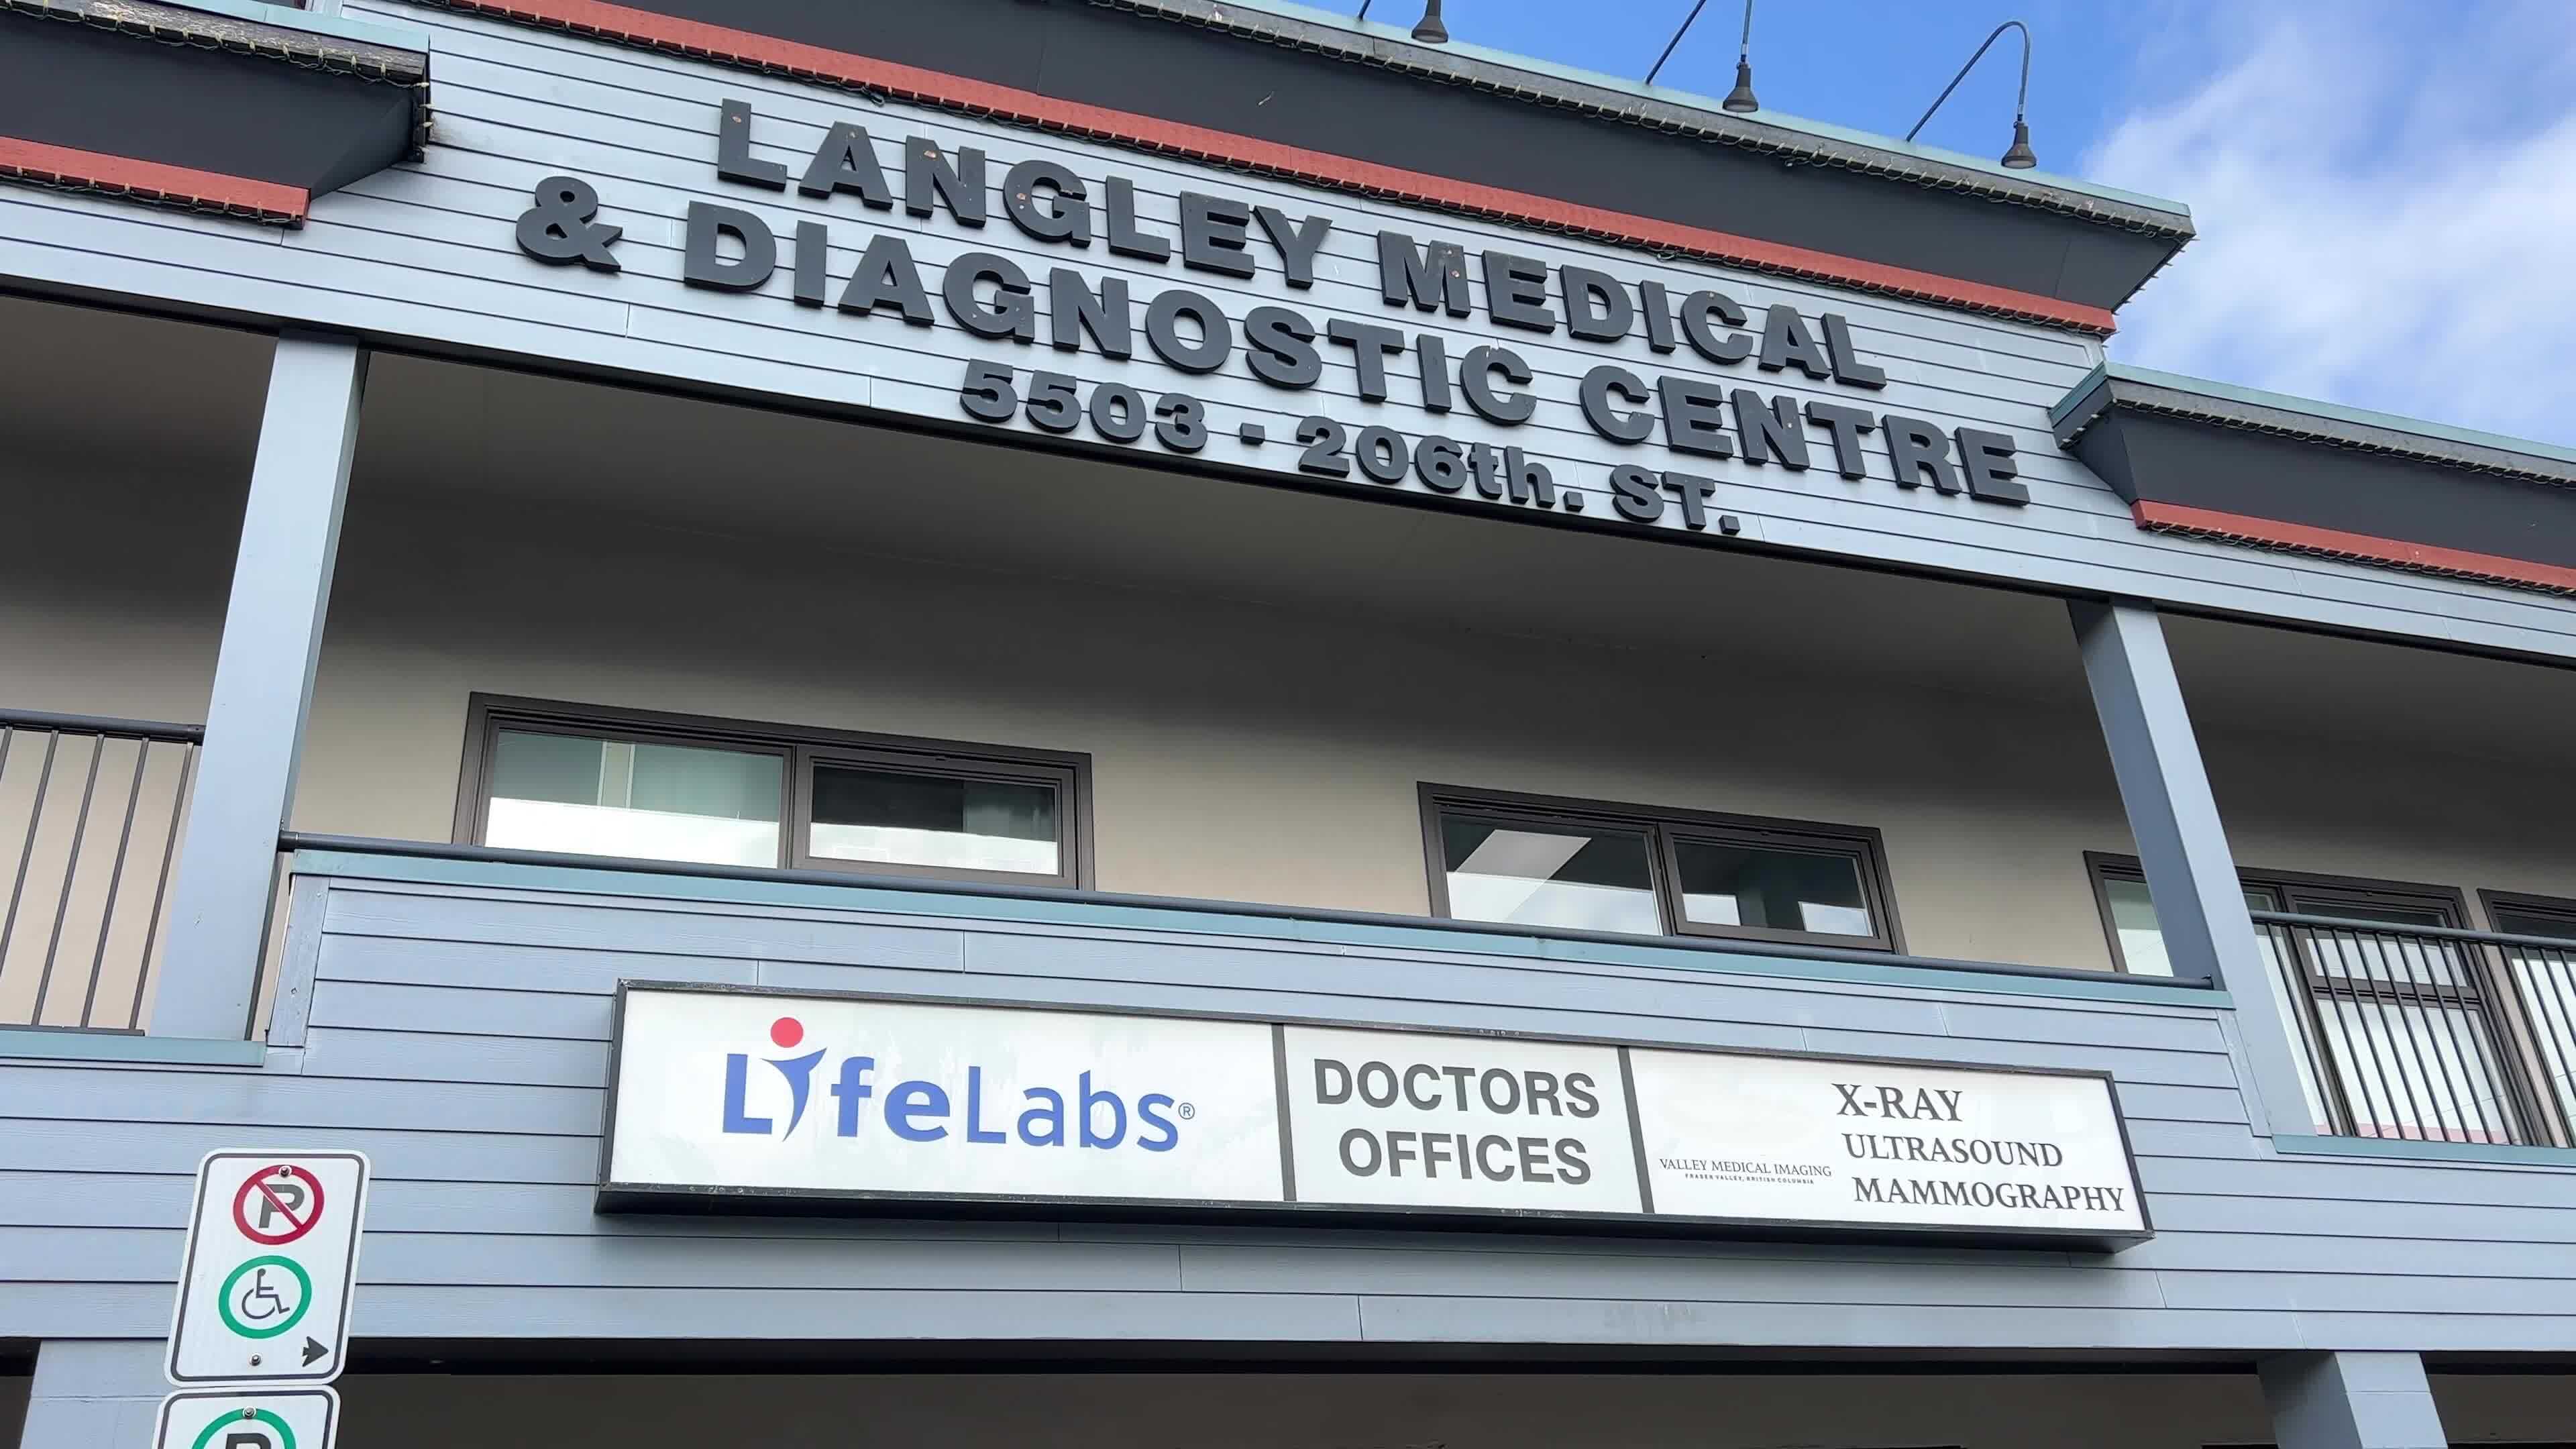 LANGLEY MEDICAL
& DIAGNOSTIC CENTRE
5503 - 206th. ST.
LifeLabs®
DOCTORS
OFFICES
VALLEY MEDICAL IMAGING
FRASER VALLEY, BRITISH COLUMBIA
X-RAY
ULTRASOUND
MAMMOGRAPHY
P
P